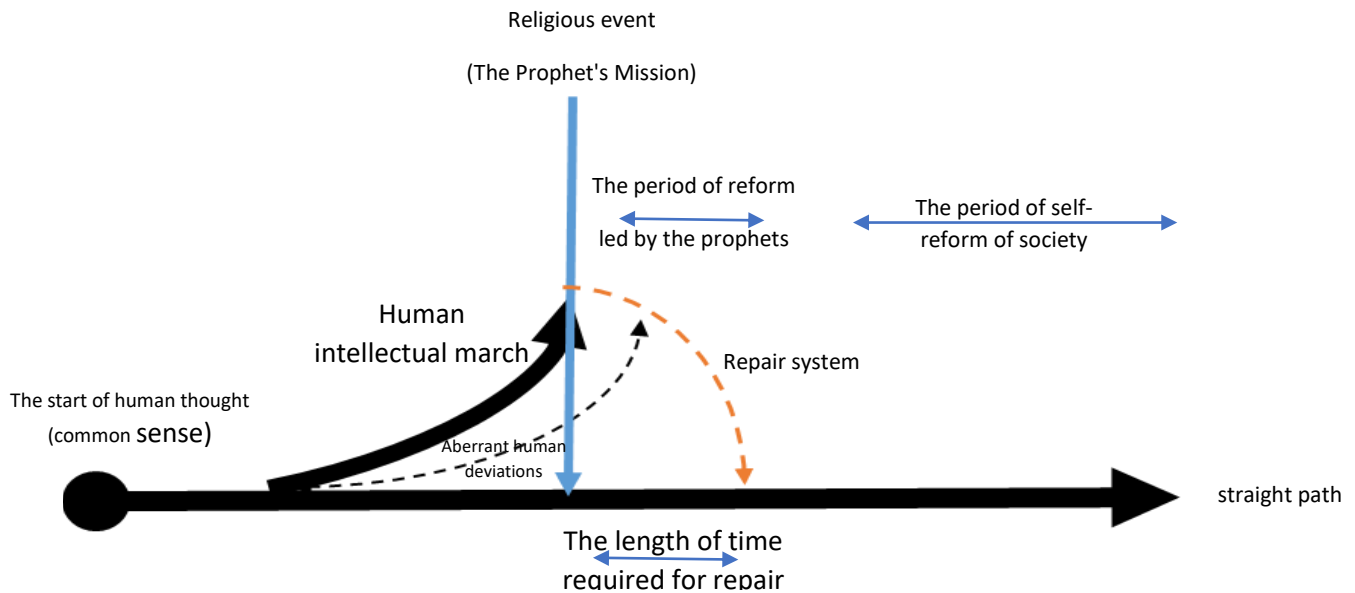 Religious event
(The Prophet's Mission)
The period of reform
led by the prophets
The period of self-
reform of society
Human
intellectual march
Repair system
The start of human thought
(common sense)
Aberrant human
deviations
straight path
The length of time
required for repair